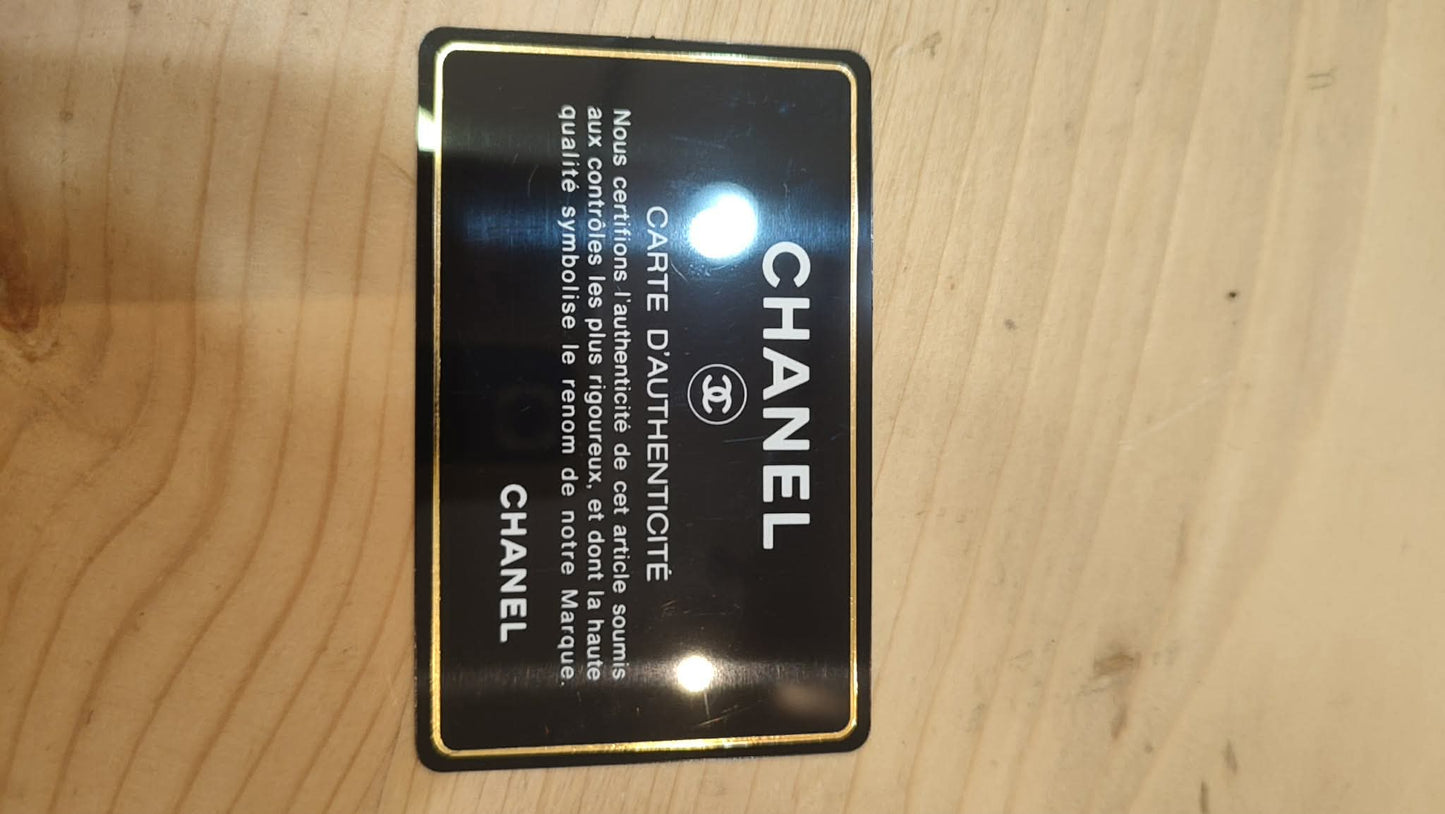 CHANEL
CARTE D'AUTHENTICITÉ
Nous certifions l'authenticité de cet article soumis
aux contrôles les plus rigoureux, et dont la haute
qualité symbolise le renom de notre Marque.
CHANEL